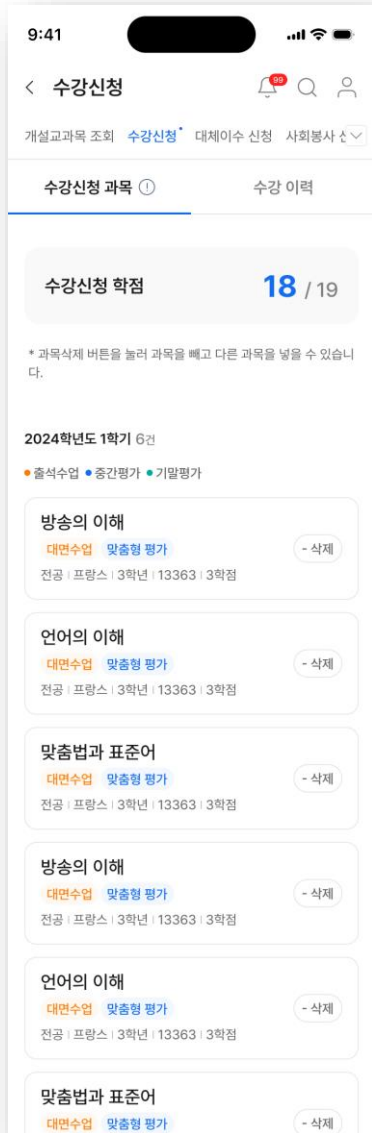 9:41
수강신청
99
개설교과목 조회 수강신청 대체이수 신청 사회봉사
수강신청 과목
수강 이력
수강신청 학점 18 / 19
* 과목삭제 버튼을 눌러 과목을 빼고 다른 과목을 넣을 수 있습니
다.
2024학년도 1학기 6건
출석수업 중간평가 기말평가
방송의 이해
대면수업 맞춤형 평가
- 삭제
전공 | 프랑스 | 3학년 | 13363 | 3학점
언어의 이해
대면수업 맞춤형 평가
- 삭제
전공 | 프랑스 | 3학년 | 13363 | 3학점
맞춤법과 표준어
대면수업 맞춤형 평가
- 삭제
전공 | 프랑스 | 3학년 | 13363 | 3학점
방송의 이해
대면수업 맞춤형 평가
- 삭제
전공 | 프랑스 | 3학년 | 13363 | 3학점
언어의 이해
대면수업 맞춤형 평가
- 삭제
전공 | 프랑스 | 3학년 | 13363 | 3학점
맞춤법과 표준어
대면수업 맞춤형 평가
- 삭제